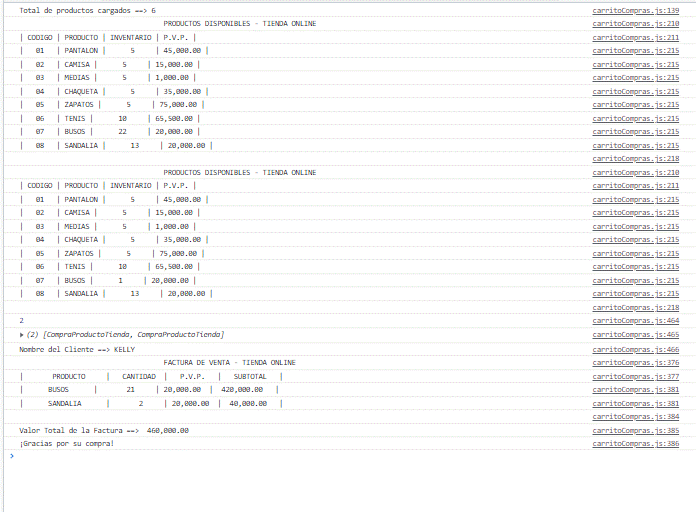 Total de productos cargados ==> 6 carritoCompras.js:139
PRODUCTOS DISPONIBLES - TIENDA ONLINE carritoCompras.js:210
| CODIGO | PRODUCTO | INVENTARIO | P.V.P. | carritoCompras.js:211
| 01 | PANTALON | 5 | 45,000.00 | carritoCompras.js:215
| 02 | CAMISA | 5 | 15,000.00 | carritoCompras.js:215
| 03 | MEDIAS | 5 | 1,000.00 | carritoCompras.js:215
| 04 | CHAQUETA | 5 | 35,000.00 | carritoCompras.js:215
| 05 | ZAPATOS | 5 | 75,000.00 | carritoCompras.js:215
| 06 | TENIS | 10 | 65,500.00 | carritoCompras.js:215
| 07 | BUSOS | 22 | 20,000.00 | carritoCompras.js:215
| 08 | SANDALIA | 13 | 20,000.00 | carritoCompras.js:215
carritoCompras.js:218
PRODUCTOS DISPONIBLES - TIENDA ONLINE carritoCompras.js:210
| CODIGO | PRODUCTO | INVENTARIO | P.V.P. | carritoCompras.js:211
| 01 | PANTALON | 5 | 45,000.00 | carritoCompras.js:215
| 02 | CAMISA | 5 | 15,000.00 | carritoCompras.js:215
| 03 | MEDIAS | 5 | 1,000.00 | carritoCompras.js:215
| 04 | CHAQUETA | 5 | 35,000.00 | carritoCompras.js:215
| 05 | ZAPATOS | 5 | 75,000.00 | carritoCompras.js:215
| 06 | TENIS | 10 | 65,500.00 | carritoCompras.js:215
| 07 | BUSOS | 1 | 20,000.00 | carritoCompras.js:215
| 08 | SANDALIA | 13 | 20,000.00 | carritoCompras.js:215
carritoCompras.js:218
2 carritoCompras.js:464
▶ (2) [CompraProductoTienda, CompraProductoTienda] carritoCompras.js:465
Nombre del Cliente ==> KELLY carritoCompras.js:466
FACTURA DE VENTA - TIENDA ONLINE carritoCompras.js:376
| PRODUCTO | CANTIDAD | P.V.P. | SUBTOTAL | carritoCompras.js:377
| BUSOS | 21 | 20,000.00 | 420,000.00 | carritoCompras.js:381
| SANDALIA | 2 | 20,000.00 | 40,000.00 | carritoCompras.js:381
carritoCompras.js:384
Valor Total de la Factura ==> 460,000.00 carritoCompras.js:385
¡Gracias por su compra! carritoCompras.js:386
>